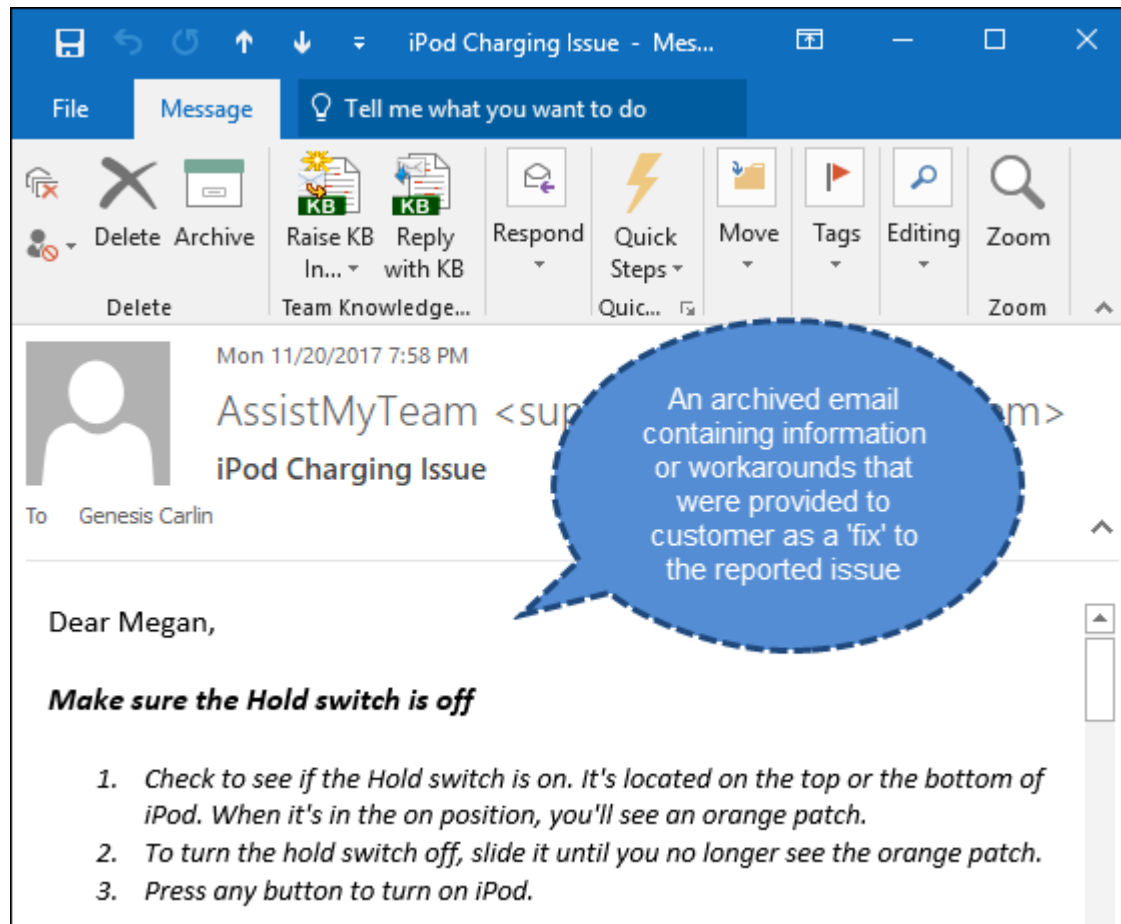 iPod Charging Issue - Mes...
File Message Tell me what you want to do
Delete Archive Raise KB In... Reply with KB Respond Quick Steps Move Tags Editing Zoom
KB KB
Delete Team Knowledge... Quic... Zoom
Mon 11/20/2017 7:58 PM
AssistMyTeam <sup m>
iPod Charging Issue
To Genesis Carlin
An archived email
containing information
or workarounds that
were provided to
customer as a 'fix' to
the reported issue
Dear Megan,
Make sure the Hold switch is off
1. Check to see if the Hold switch is on. It's located on the top or the bottom of
iPod. When it's in the on position, you'll see an orange patch.
2. To turn the hold switch off, slide it until you no longer see the orange patch.
3. Press any button to turn on iPod.